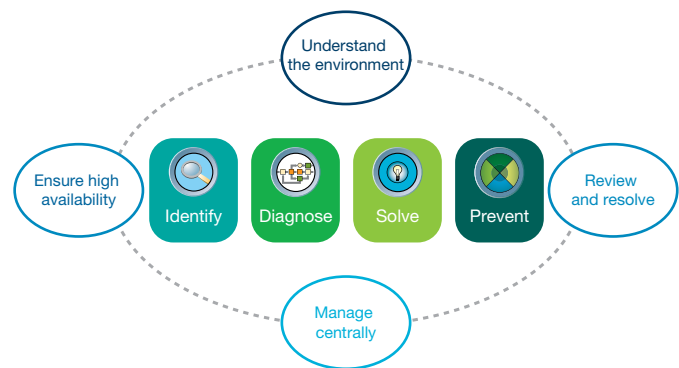 Understand
the environment
Ensure high
availability
Identify
Diagnose
Solve
Prevent
Review
and resolve
Manage
centrally